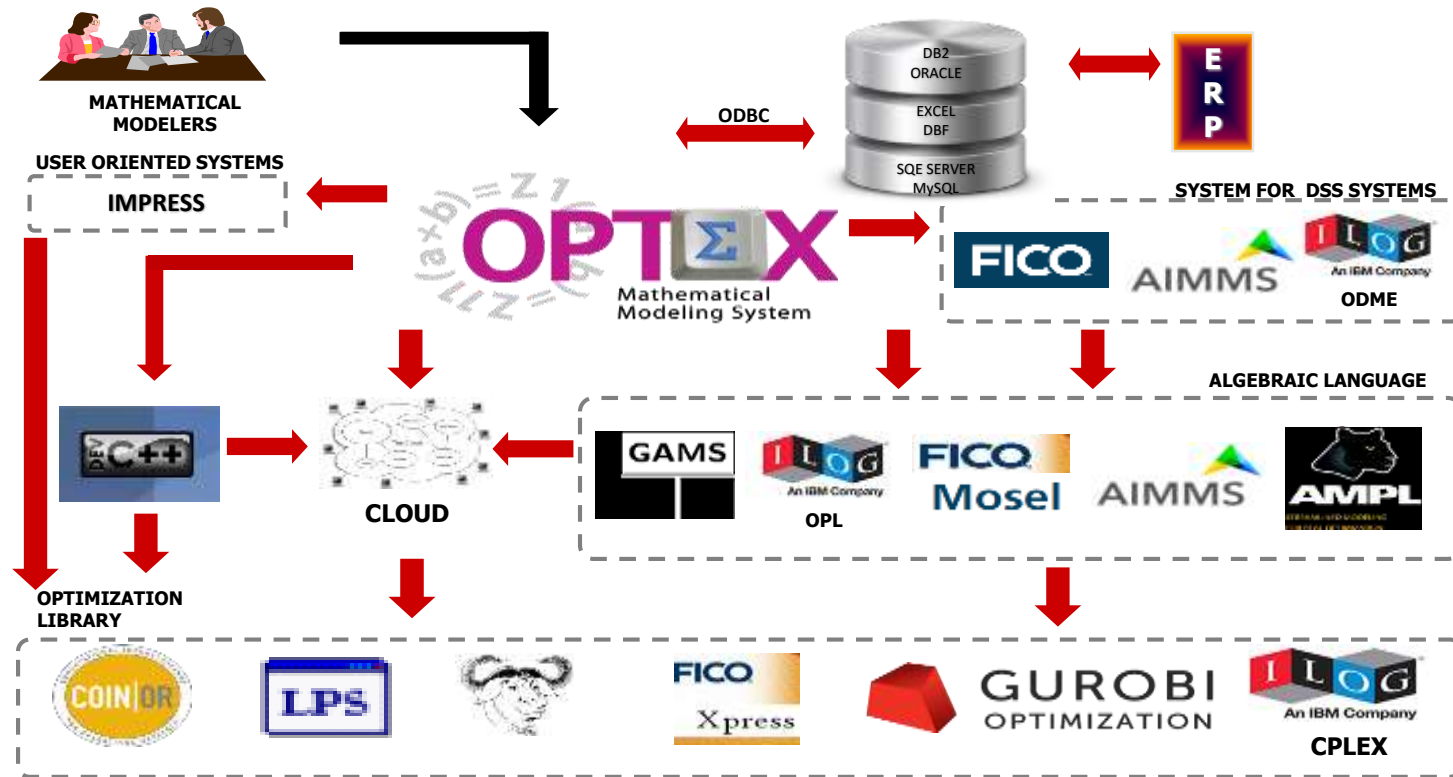 MATHEMATICAL
MODELERS
DB2
ORACLE
EXCEL
DBF
SQE SERVER
MySQL
E
R
P
ODBC
USER ORIENTED SYSTEMS
IMPRESS
SYSTEM FOR DSS SYSTEMS
(a+b)=Z1
OPTΣX
Mathematical
Modeling System
FICO
AIMMS
ILOG
An IBM Company
ODME
ALGEBRAIC LANGUAGE
DEV
C++
CLOUD
GAMS
ILOG
An IBM Company
OPL
FICO
Mosel
AIMMS
AMPL
OPTIMIZATION
LIBRARY
COIN|OR
LPS
FICO
Xpress
GUROBI
OPTIMIZATION
ILOG
An IBM Company
CPLEX